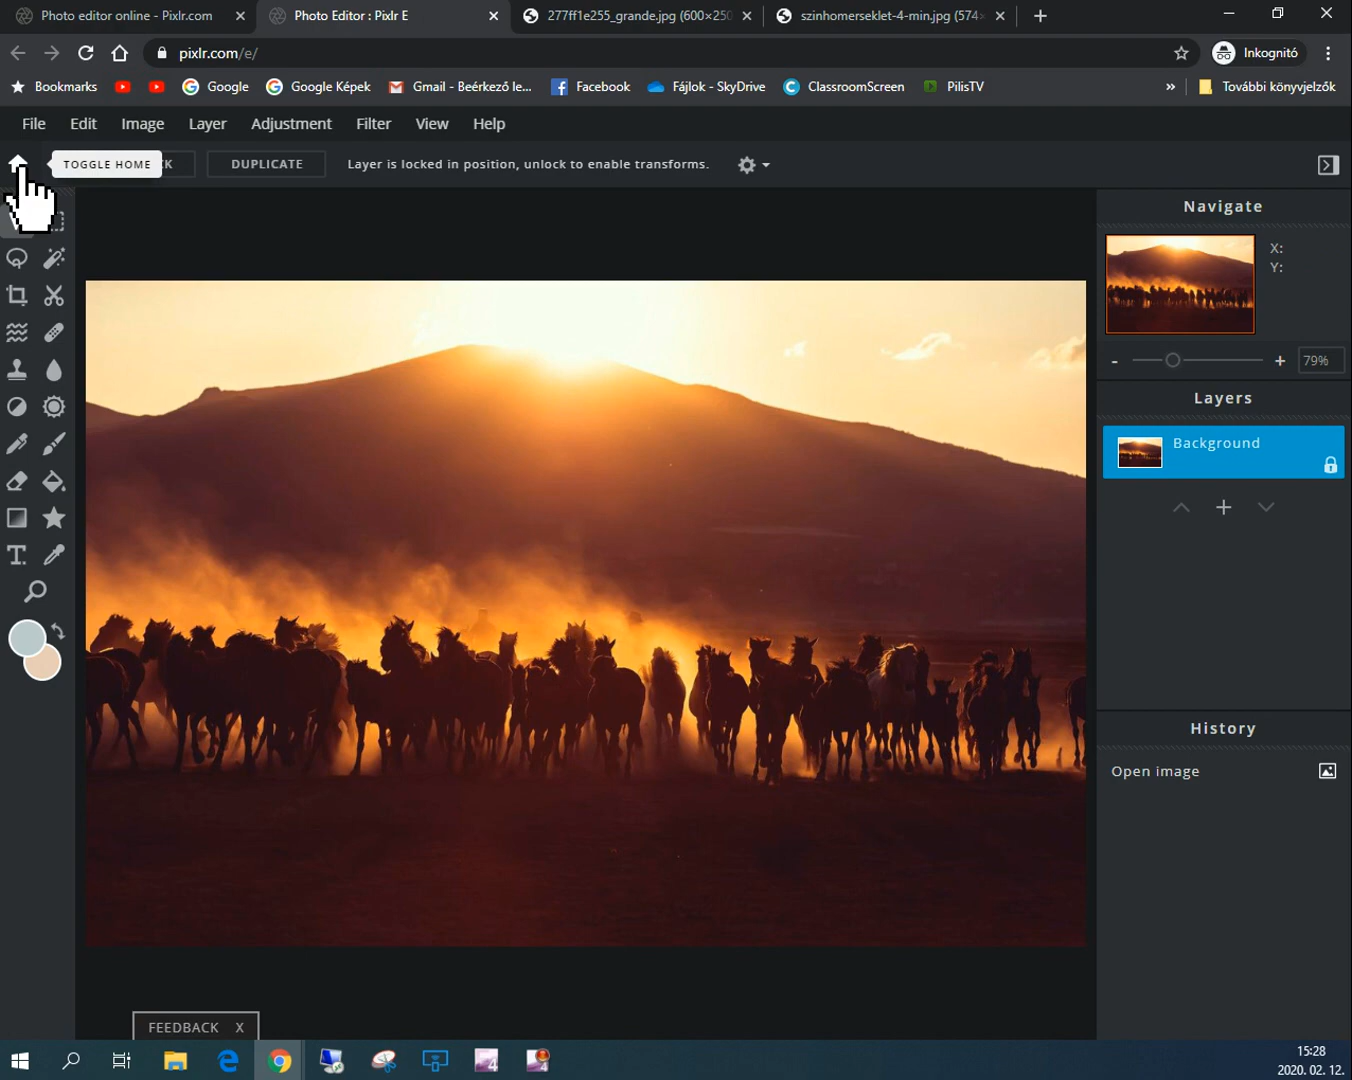 Photo editor online - Pixlr.com
Photo Editor : Pixlr E
277ff1e255_grande.jpg (600×250
szinhomerseklet-4-min.jpg (574×
pixlr.com/e/
Inkognitó
Bookmarks
Google
Google Képek
Gmail - Beérkező le...
Facebook
Fájlok - SkyDrive
ClassroomScreen
PilisTV
»
További könyvjelzők
File
Edit
Image
Layer
Adjustment
Filter
View
Help
TOGGLE HOME
CK
DUPLICATE
Layer is locked in position, unlock to enable transforms.
Navigate
X:
Y:
- + 79%
Layers
Background
History
Open image
FEEDBACK X
15:28
2020. 02. 12.